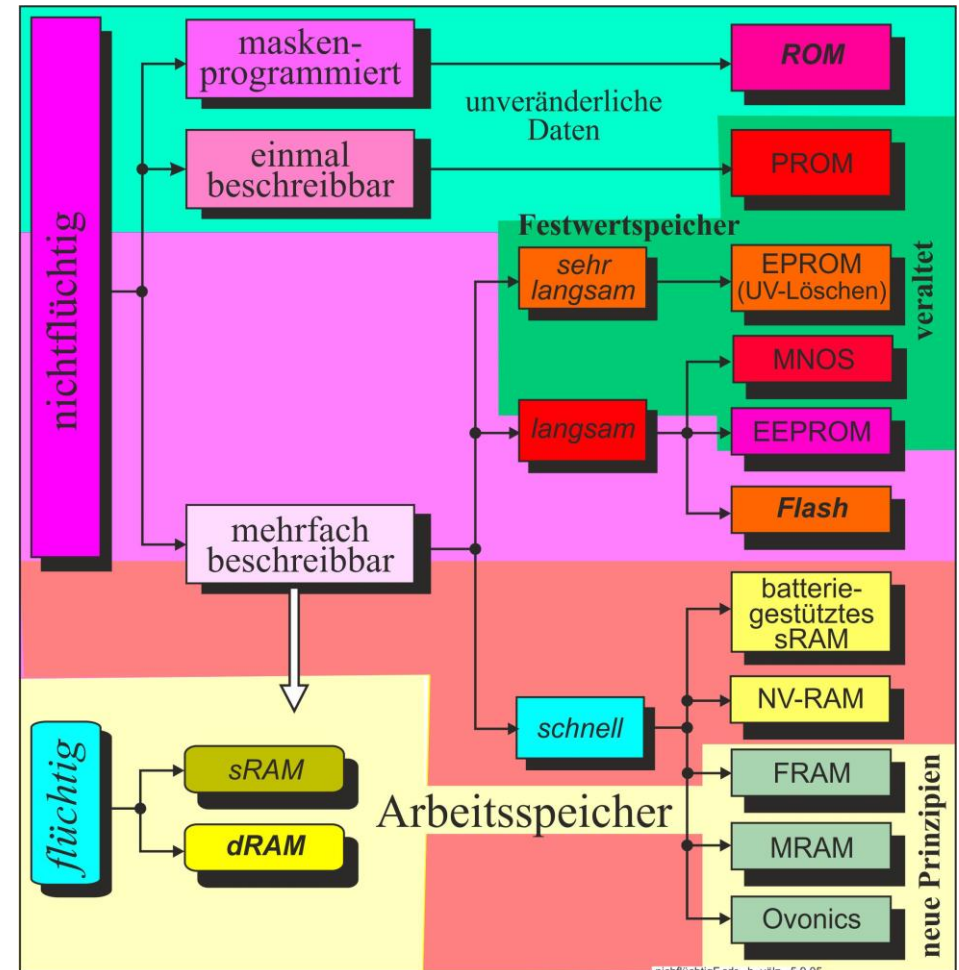 nichtflüchtig
masken-
programmiert
ROM
unveränderliche
Daten
einmal
beschreibbar
PROM
Festwertspeicher
sehr
langsam
EPROM
(UV-Löschen)
veraltet
MNOS
langsam
EEPROM
Flash
mehrfach
beschreibbar
batterie-
gestütztes
sRAM
NV-RAM
schnell
flüchtig
sRAM
dRAM
Arbeitsspeicher
FRAM
MRAM
Ovonics
neue Prinzipien